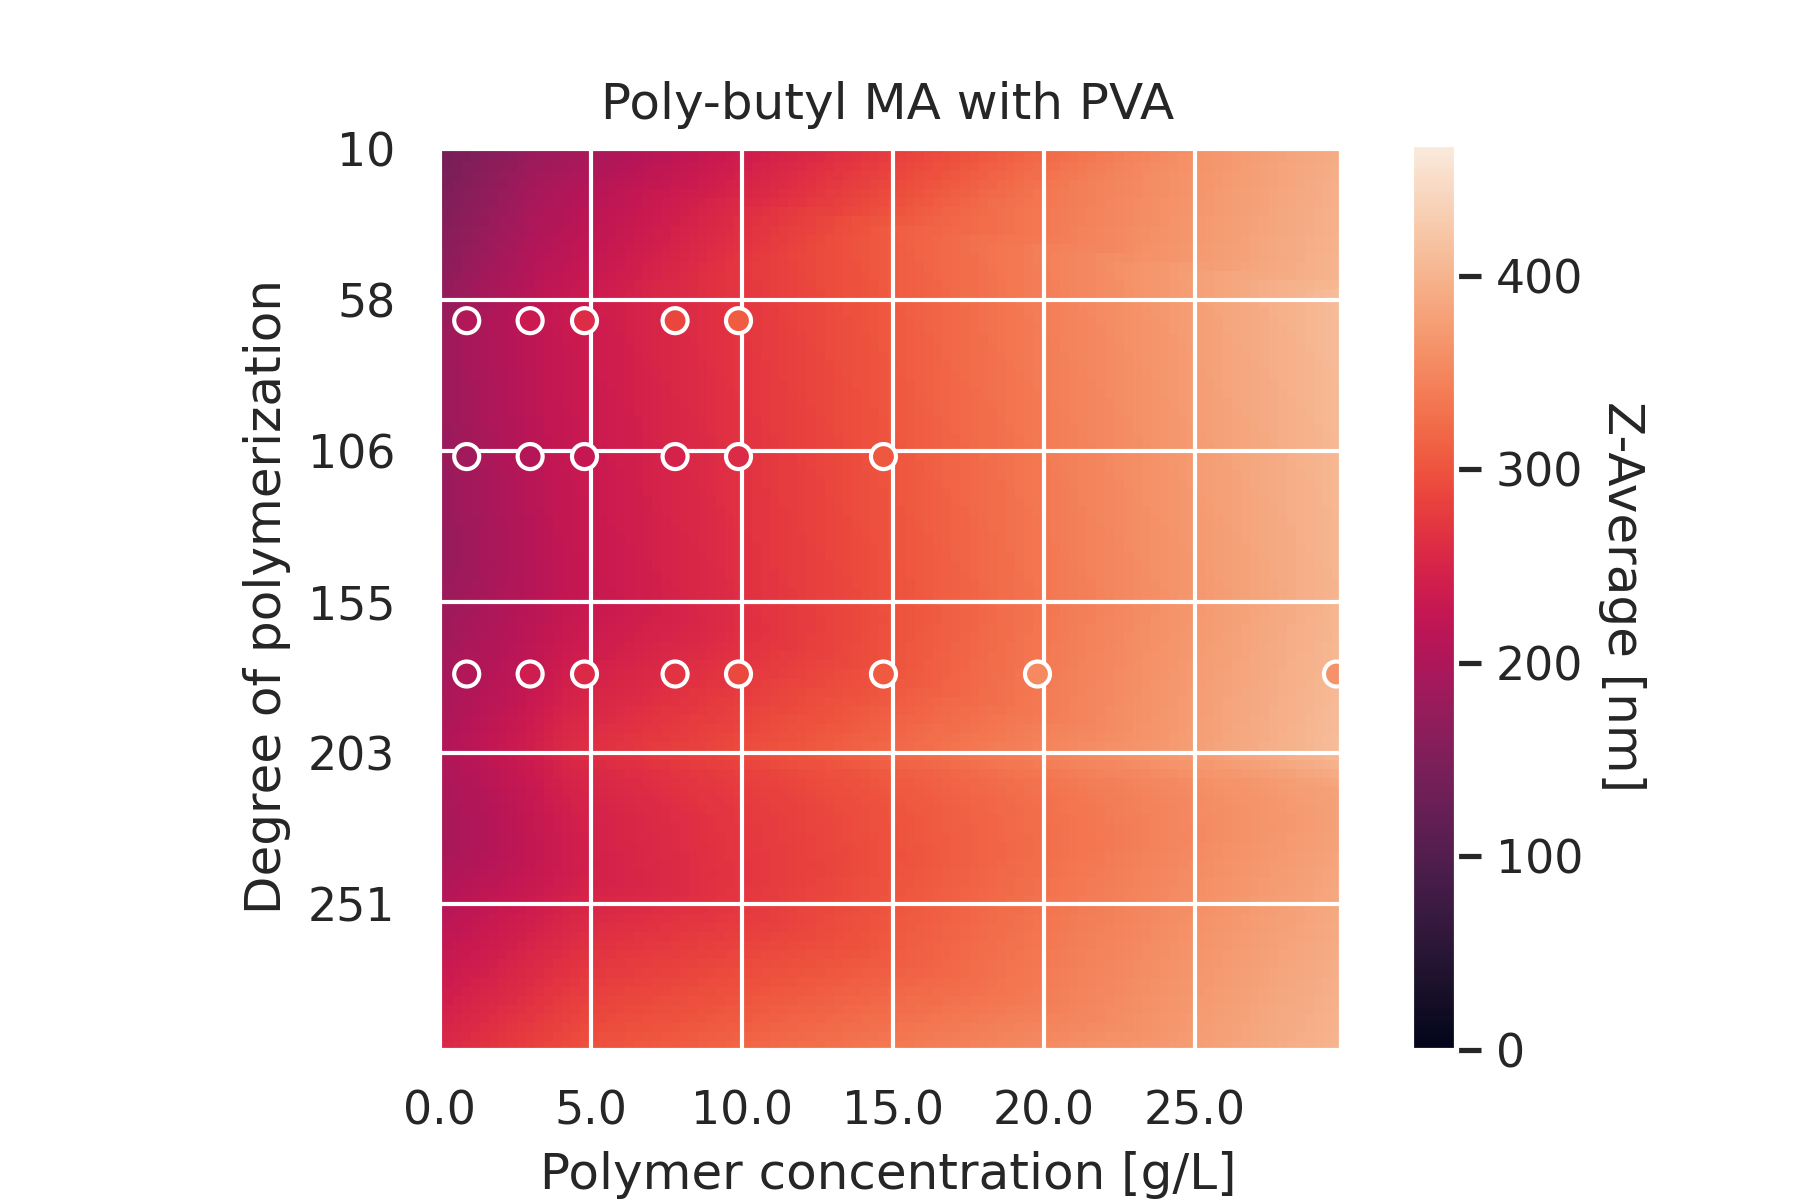 Poly-butyl MA with PVA
10
58
106
155
203
251
Degree of polymerization
0.0 5.0 10.0 15.0 20.0 25.0
Polymer concentration [g/L]
400
300
200
100
0
Z-Average [nm]